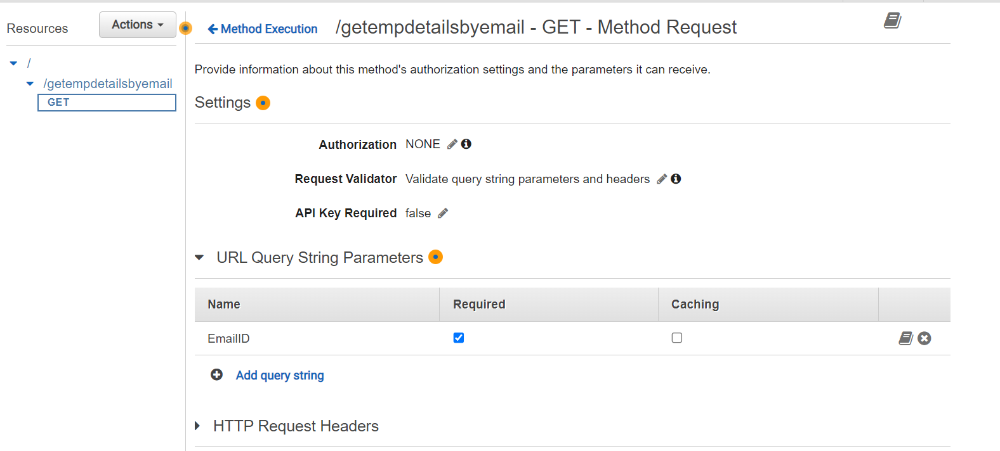 Resources
Actions
Method Execution
/getempdetailsbyemail - GET - Method Request
/
/getempdetailsbyemail
GET
Provide information about this method's authorization settings and the parameters it can receive.
Settings
Authorization NONE
Request Validator Validate query string parameters and headers
API Key Required false
URL Query String Parameters
Name Required Caching
EmailID
Add query string
HTTP Request Headers